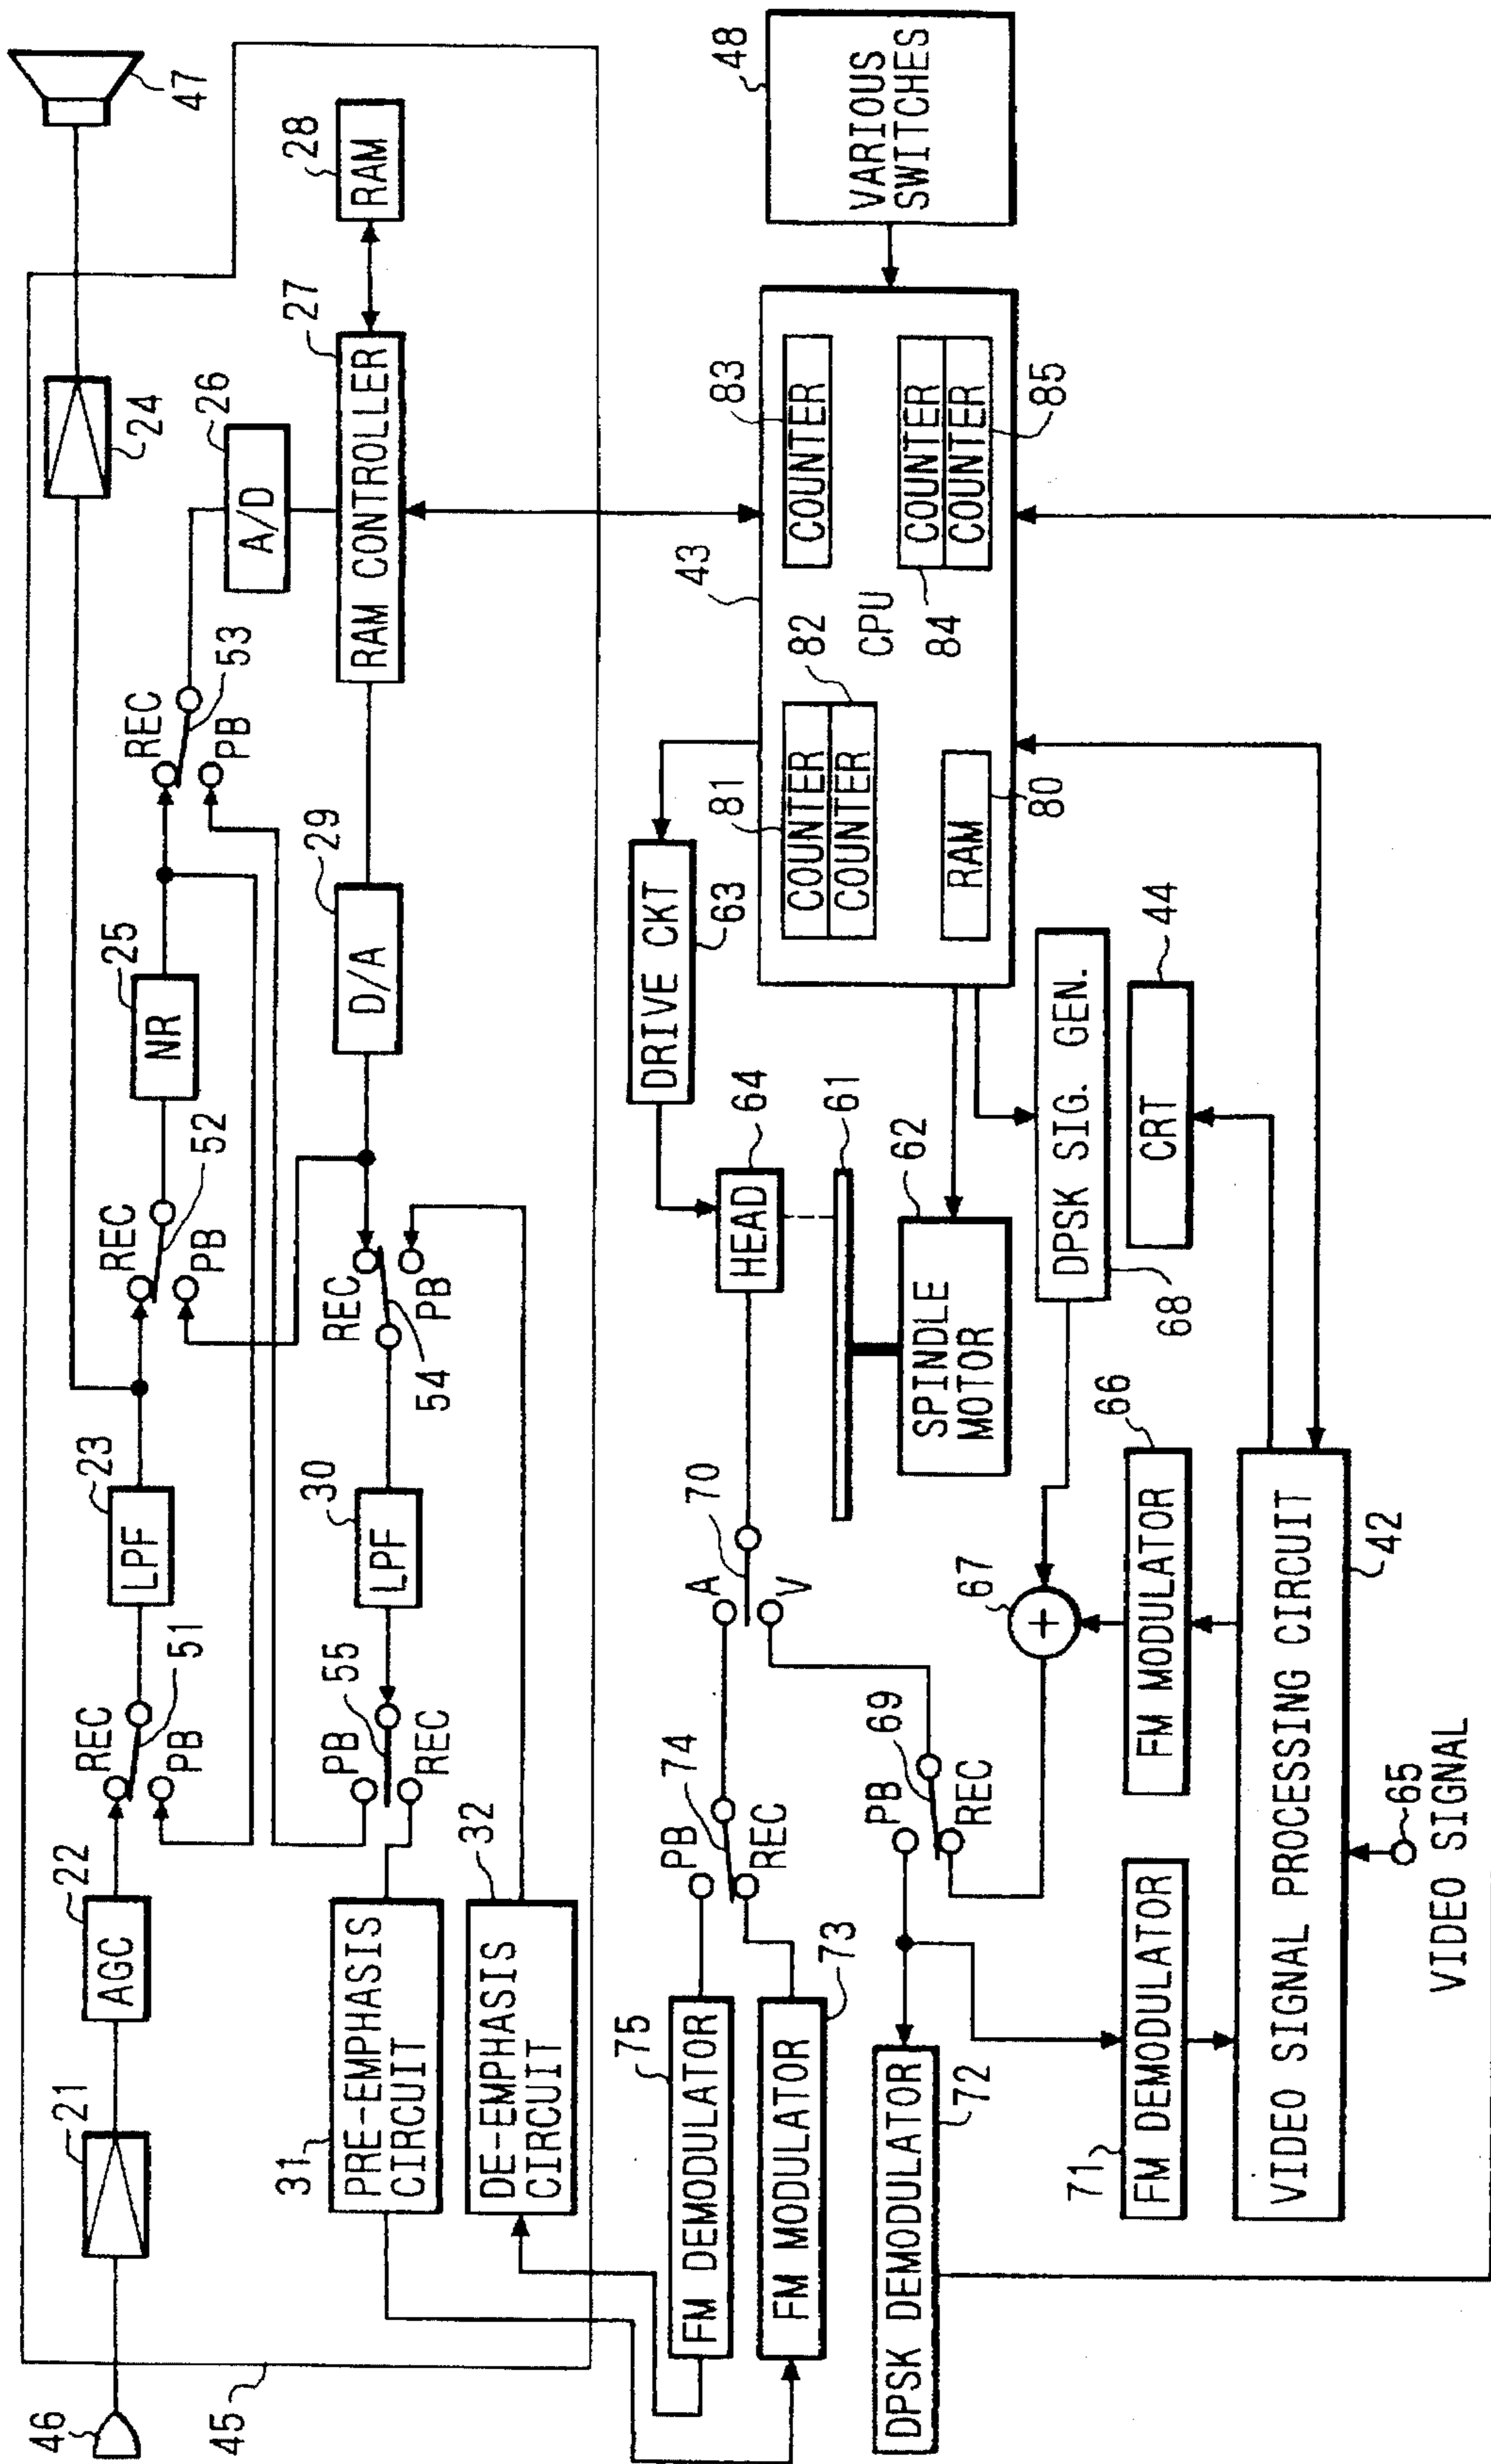 46
45
21
22
AGC
REC
PB
51
23
LPF
REC
PB
52
25
NR
REC
PB
53
24
26
A/D
47
31
PRE-EMPHASIS
CIRCUIT
32
DE-EMPHASIS
CIRCUIT
PB
REC
55
30
LPF
REC
PB
54
29
D/A
27
RAM CONTROLLER
28
RAM
75
FM DEMODULATOR
FM MODULATOR
73
PB
REC
74
A
V
70
HEAD
64
61
SPINDLE
MOTOR
62
DRIVE CKT
63
43
81
COUNTER
COUNTER
82
RAM
80
CPU
83
COUNTER
COUNTER
COUNTER
84
85
48
VARIOUS
SWITCHES
DPSK DEMODULATOR
72
PB
REC
69
67
DPSK SIG. GEN.
68
71
FM DEMODULATOR
FM MODULATOR
66
CRT
44
VIDEO SIGNAL PROCESSING CIRCUIT
42
65
VIDEO SIGNAL